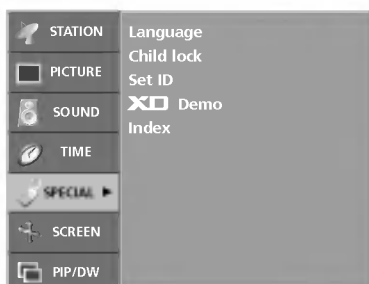 STATION
PICTURE
SOUND
TIME
SPECIAL
SCREEN
PIP/DW
Language
Child lock
Set ID
XD Demo
Index